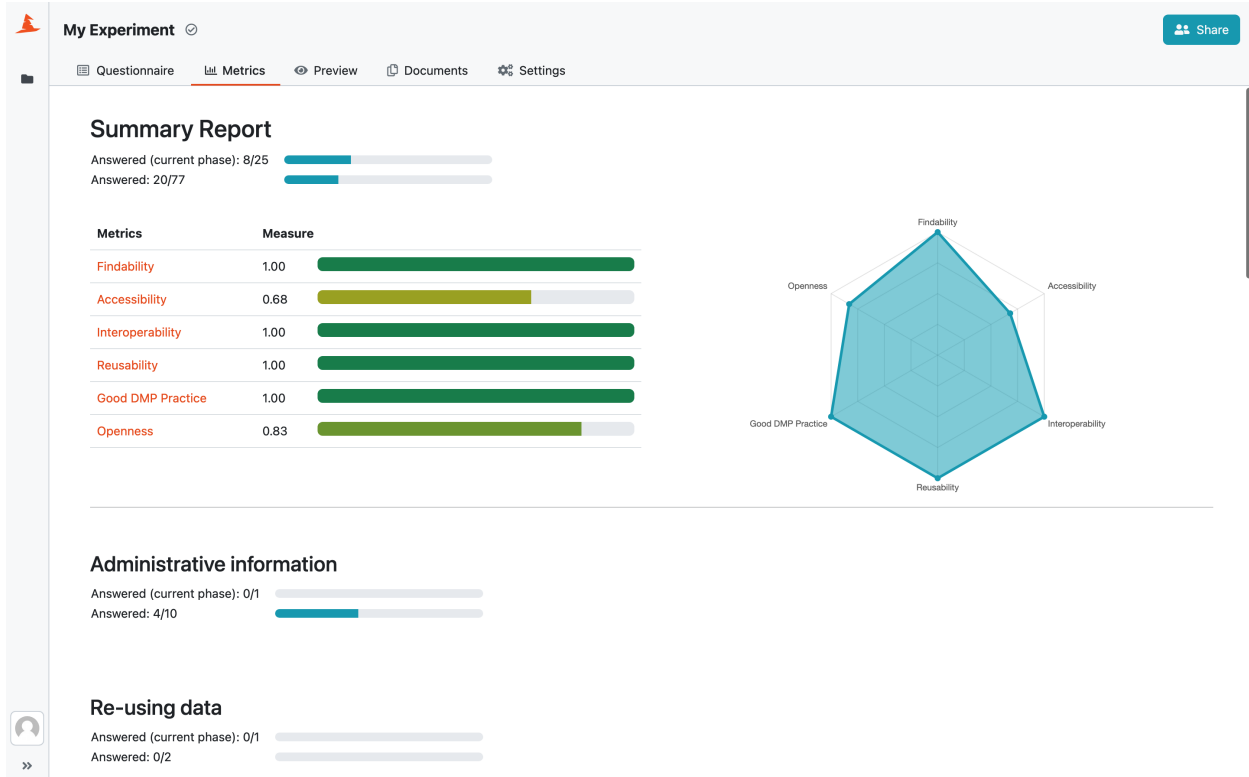 My Experiment
Share
Questionnaire Metrics Preview Documents Settings
Summary Report
Answered (current phase): 8/25
Answered: 20/77
Metrics Measure
Findability 1.00
Accessibility 0.68
Interoperability 1.00
Reusability 1.00
Good DMP Practice 1.00
Openness 0.83
Findability
Openness
Accessibility
Good DMP Practice
Interoperability
Reusability
Administrative information
Answered (current phase): 0/1
Answered: 4/10
Re-using data
Answered (current phase): 0/1
Answered: 0/2